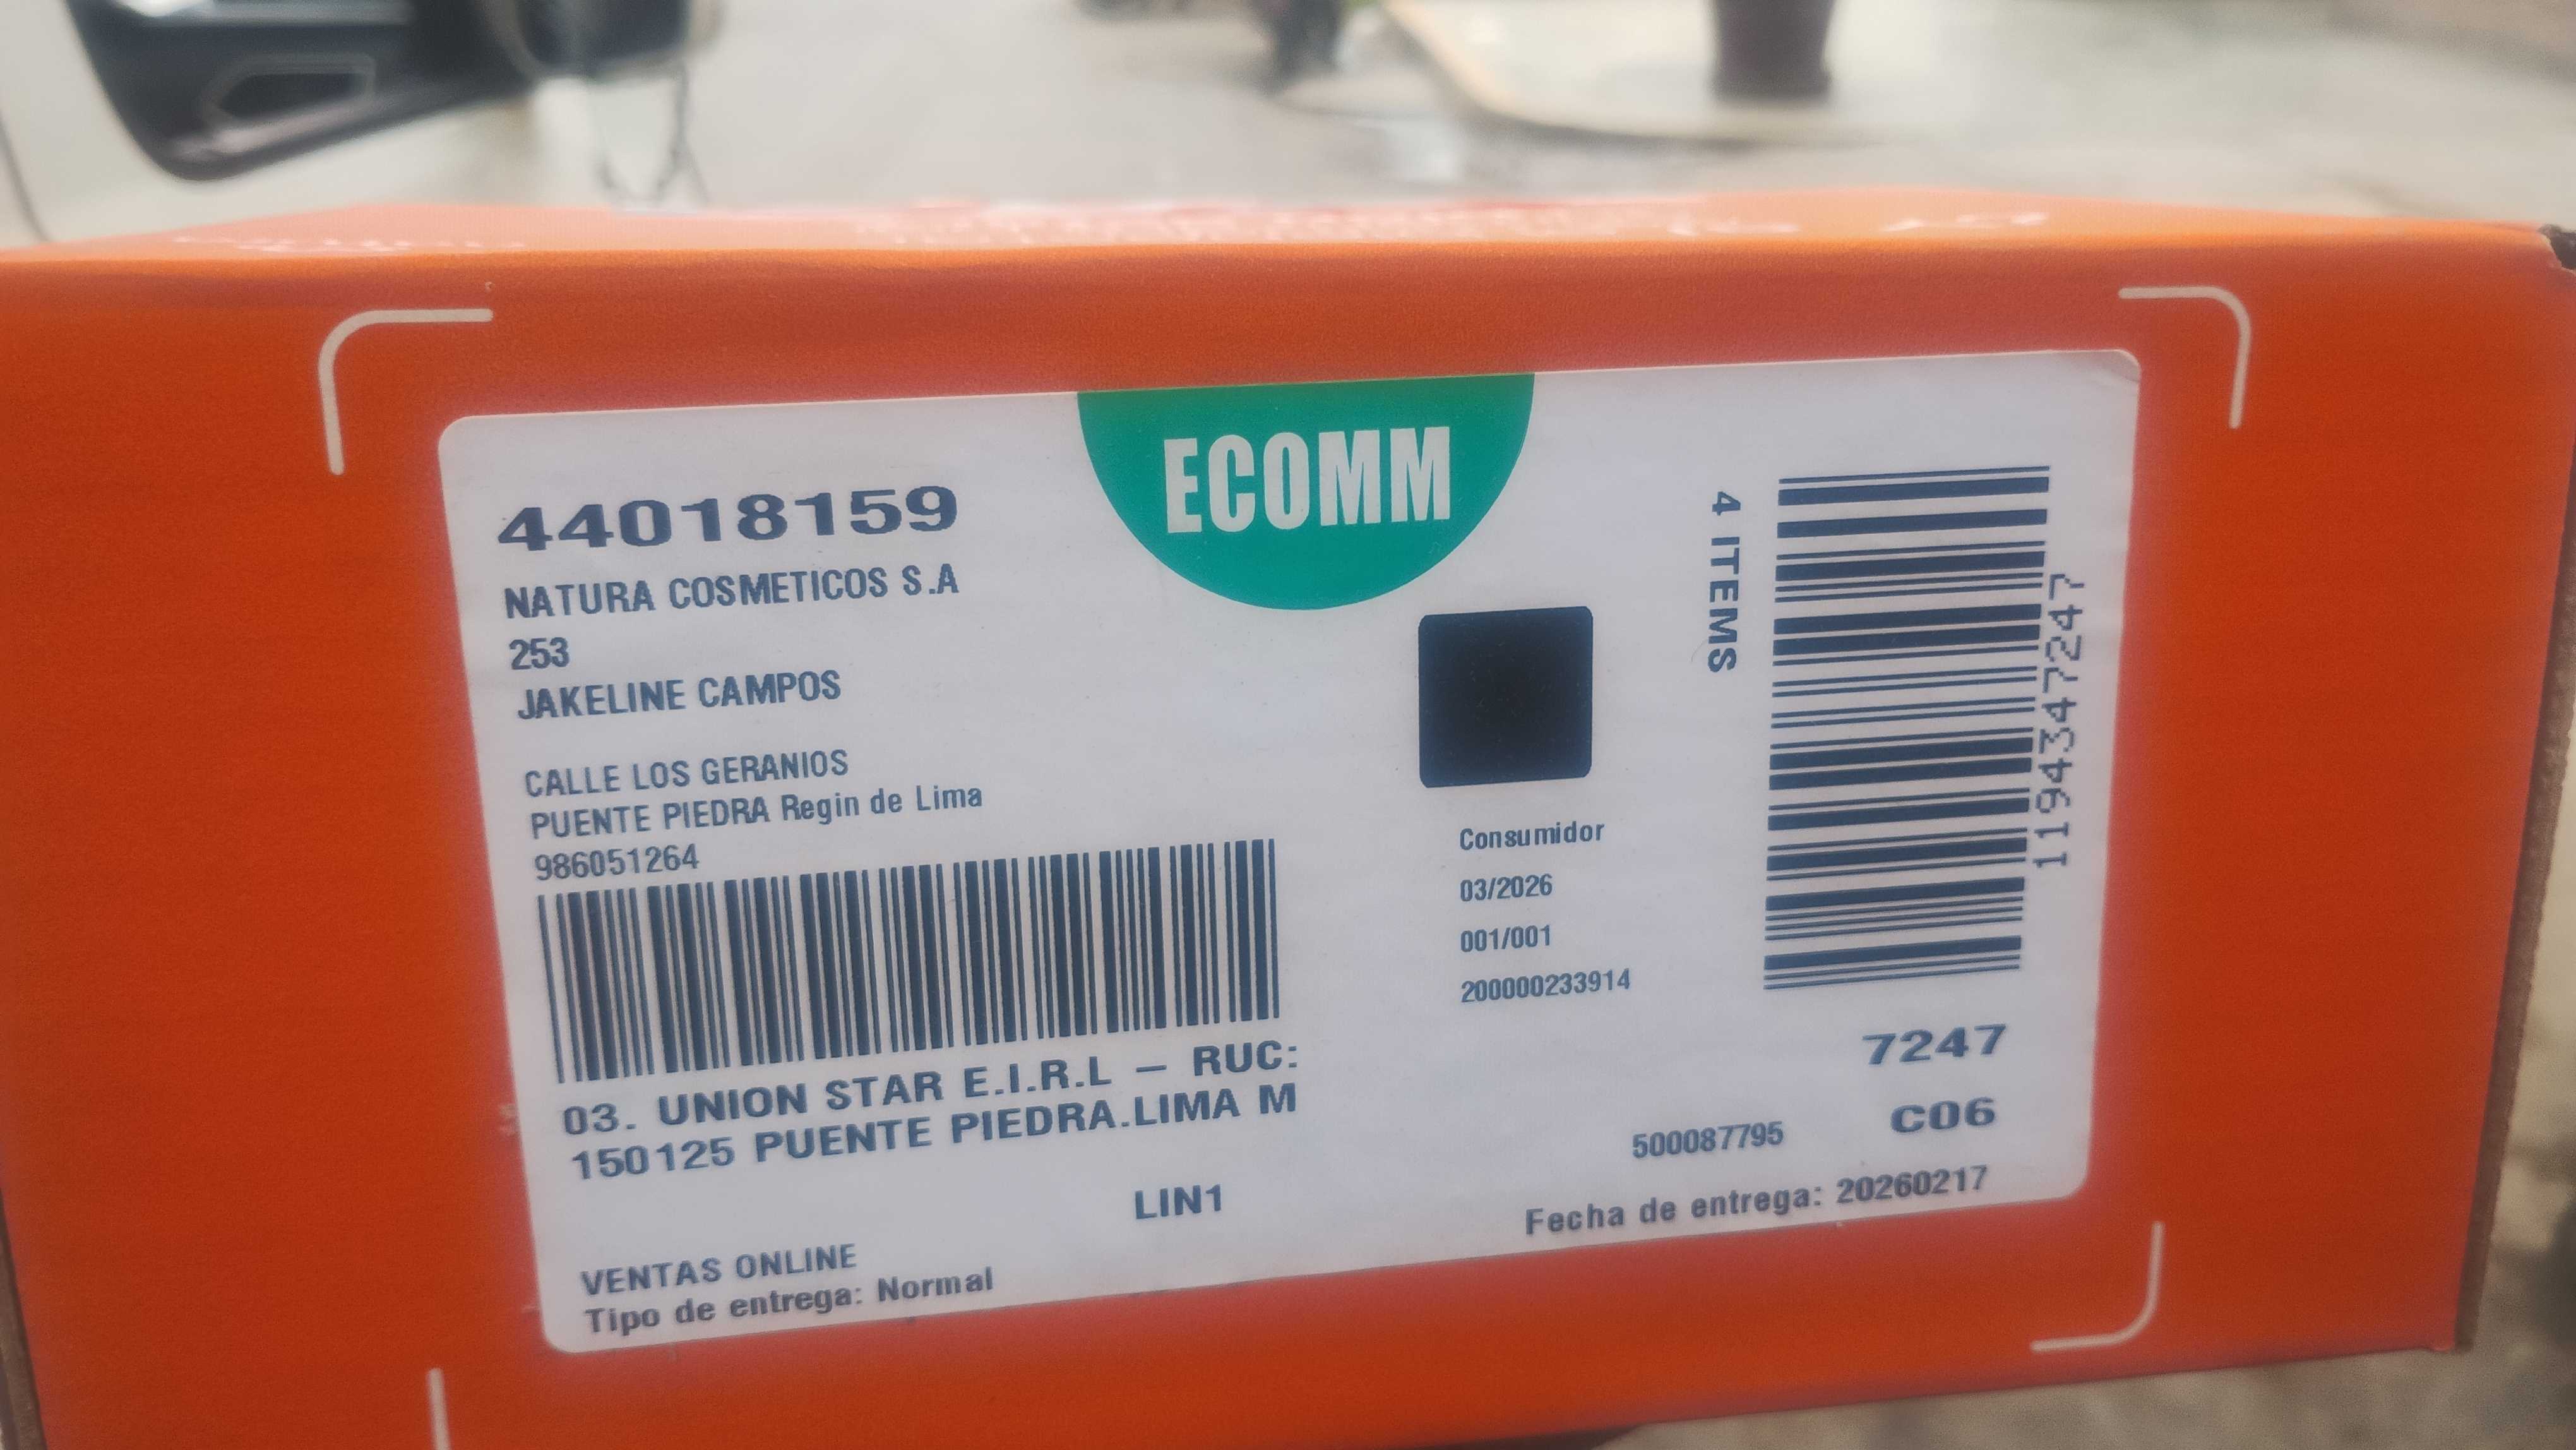 ECOMM
44018159
NATURA COSMETICOS S.A
253
JAKELINE CAMPOS
CALLE LOS GERANIOS
PUENTE PIEDRA Regin de Lima
986051264
03. UNION STAR E.I.R.L – RUC:
150125 PUENTE PIEDRA.LIMA M
LIN1
VENTAS ONLINE
Tipo de entrega: Normal
Consumidor
03/2026
001/001
200000233914
4 ITEMS
1194347247
7247
C06
500087795
Fecha de entrega: 20260217